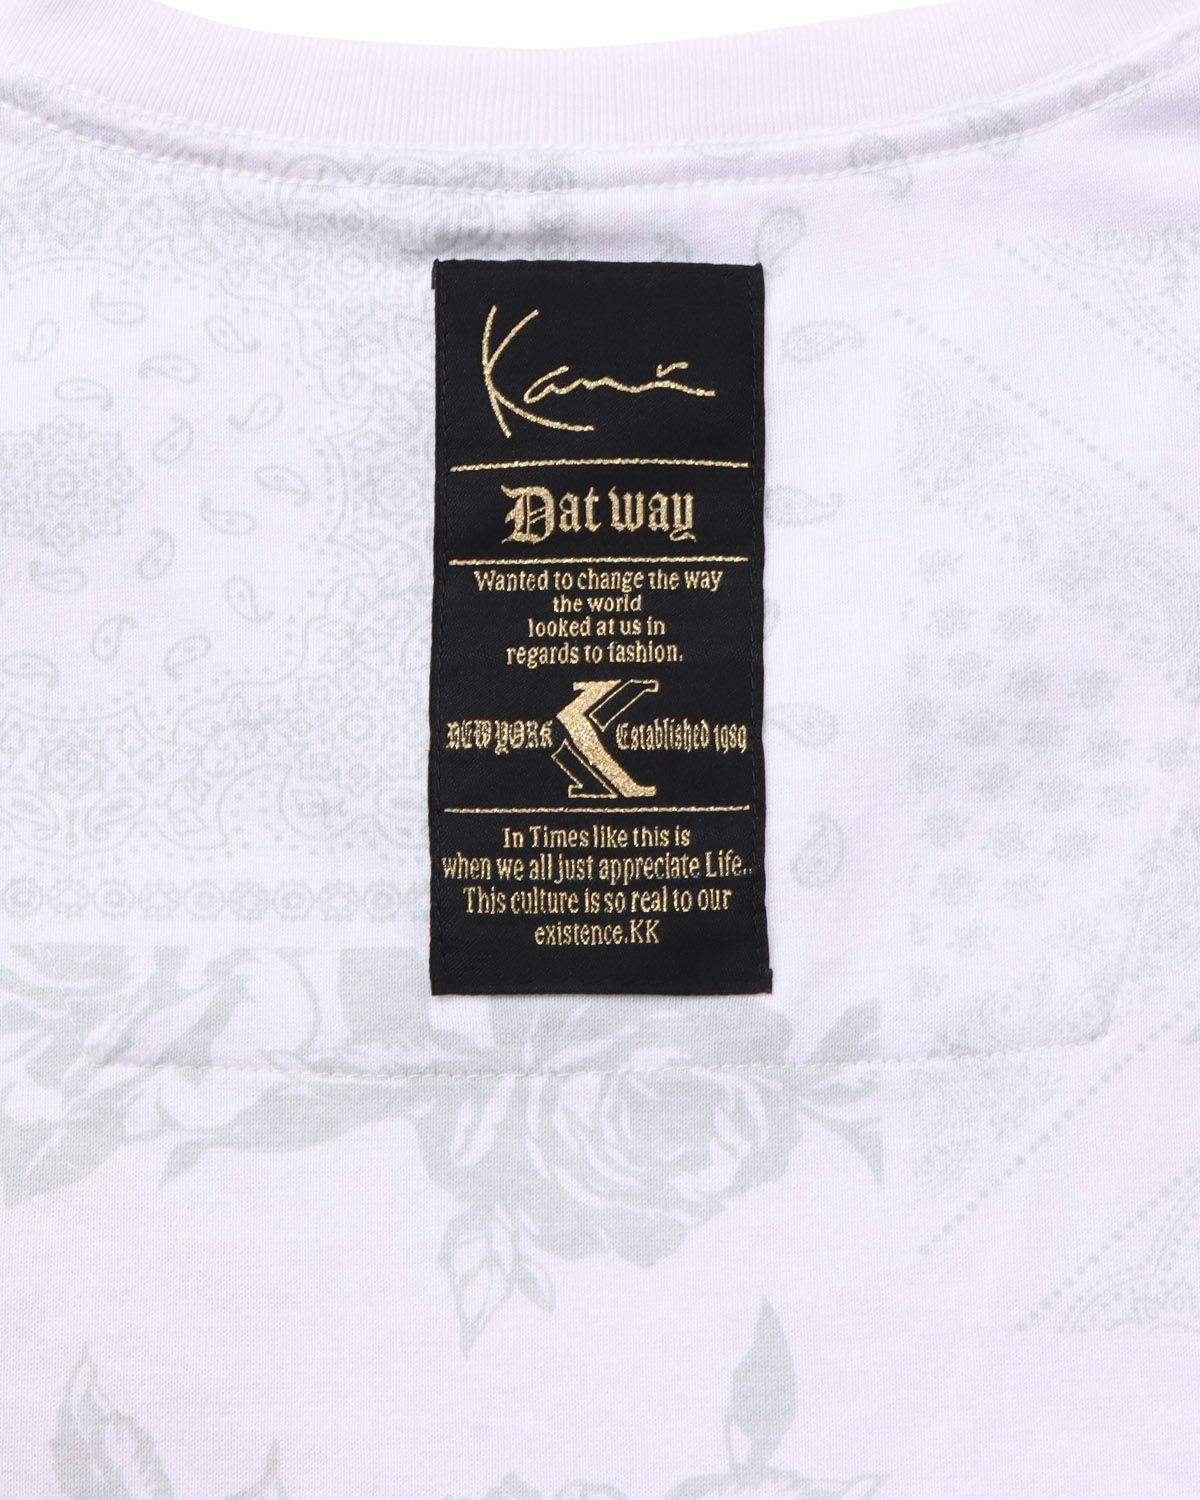 Kani
Dat way
Wanted to change the way
the world
looked at us in
regards to fashion.
NEW YORK K Established 1989
In Times like this is
when we all just appreciate Life..
This culture is so real to our
existence.KK